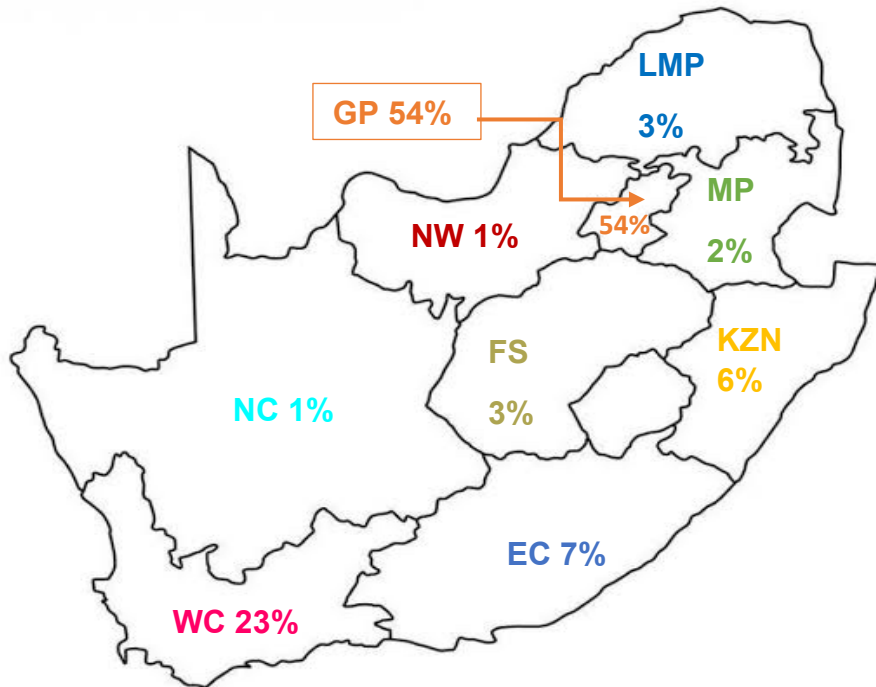 LMP
3%
GP 54%
MP
2%
54%
NW 1%
KZN
6%
FS
3%
NC 1%
EC 7%
WC 23%